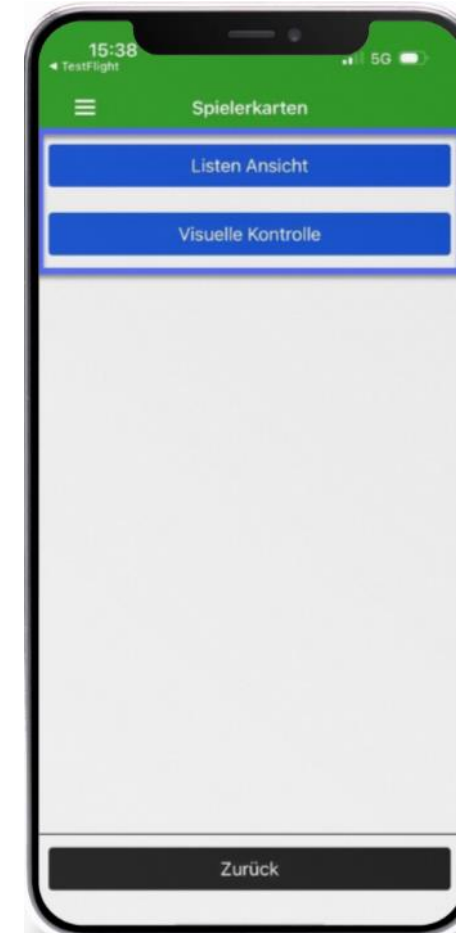 15:38
5G
◀ TestFlight
Spielerkarten
Listen Ansicht
Visuelle Kontrolle
Zurück